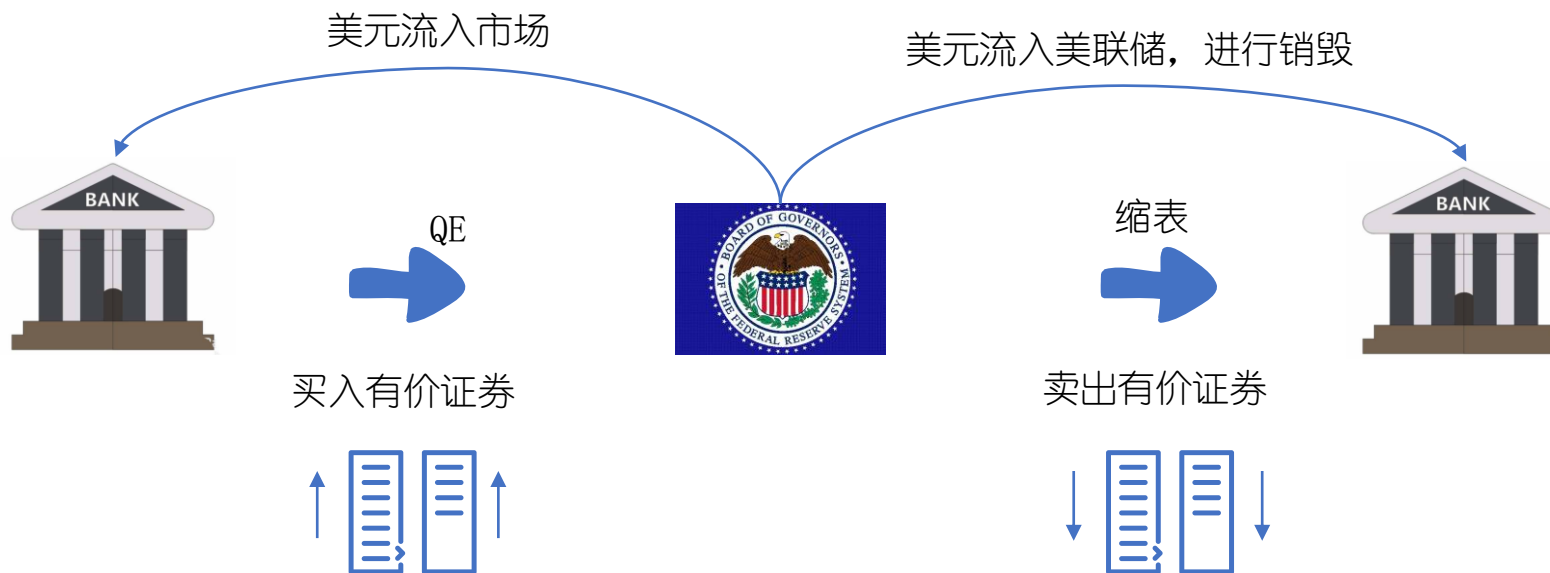 美元流入市场
美元流入美联储，进行销毁
BANK
QE
BOARD OF GOVERNORS
OF THE FEDERAL RESERVE SYSTEM
缩表
BANK
买入有价证券
卖出有价证券